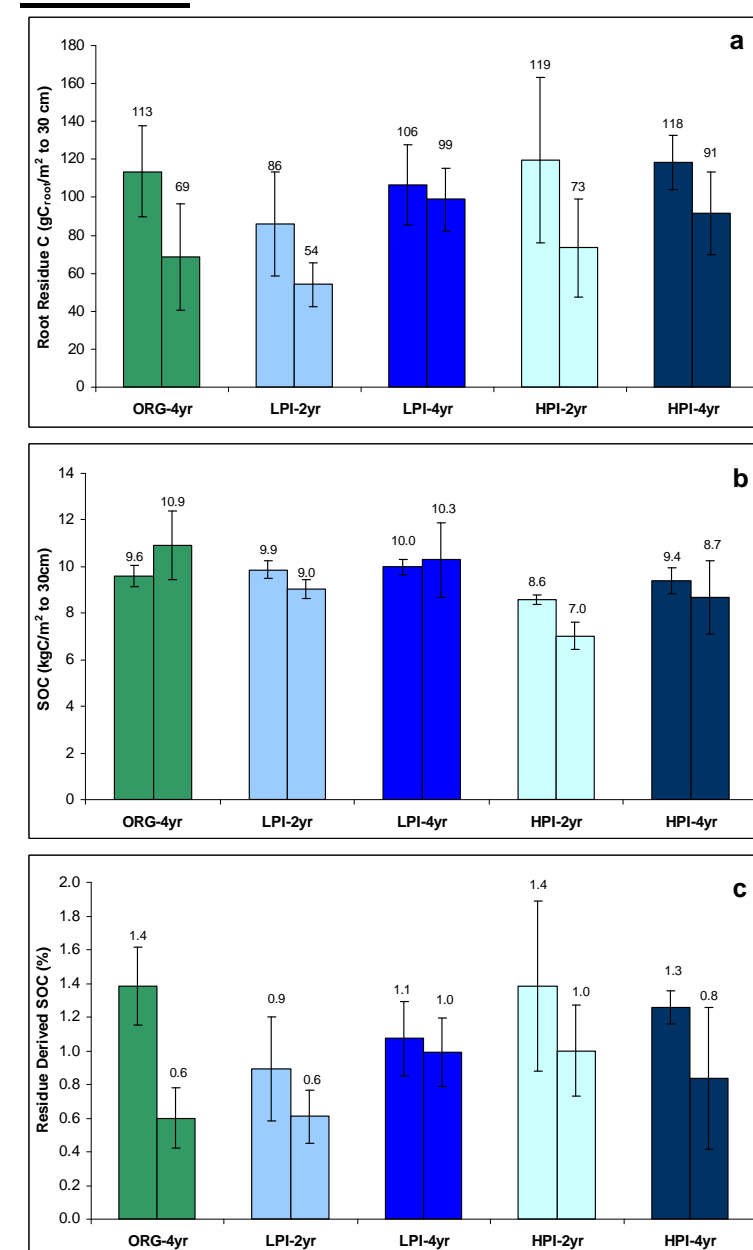 a
180
160
140
120
100
80
60
40
20
0
Root Residue C (gCroot/m² to 30 cm)
113 69 86 54 106 99 119 73 118 91
ORG-4yr LPI-2yr LPI-4yr HPI-2yr HPI-4yr
b
14
12
10
8
6
4
2
0
SOC (kgC/m² to 30cm)
9.6 10.9 9.9 9.0 10.0 10.3 8.6 7.0 9.4 8.7
ORG-4yr LPI-2yr LPI-4yr HPI-2yr HPI-4yr
c
2.0
1.8
1.6
1.4
1.2
1.0
0.8
0.6
0.4
0.2
0.0
Residue Derived SOC (%)
1.4 0.6 0.9 0.6 1.1 1.0 1.4 1.0 1.3 0.8
ORG-4yr LPI-2yr LPI-4yr HPI-2yr HPI-4yr